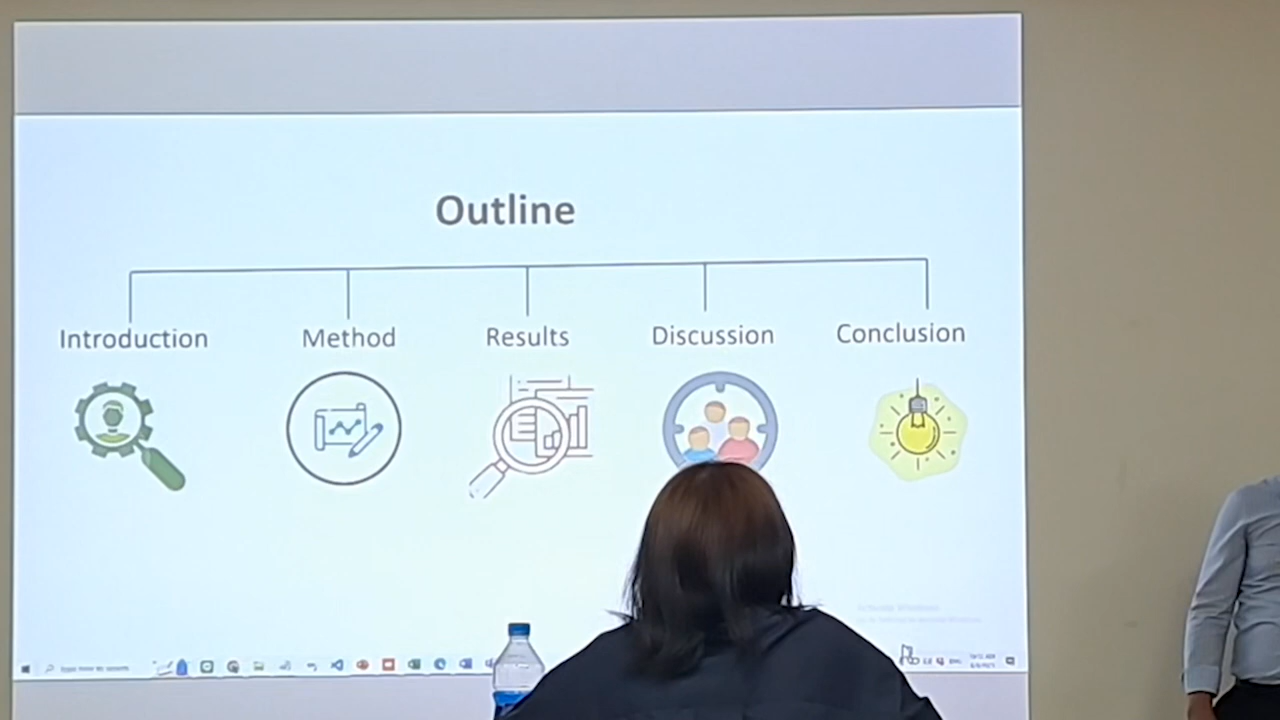 Outline
Introduction
Method
Results
Discussion
Conclusion